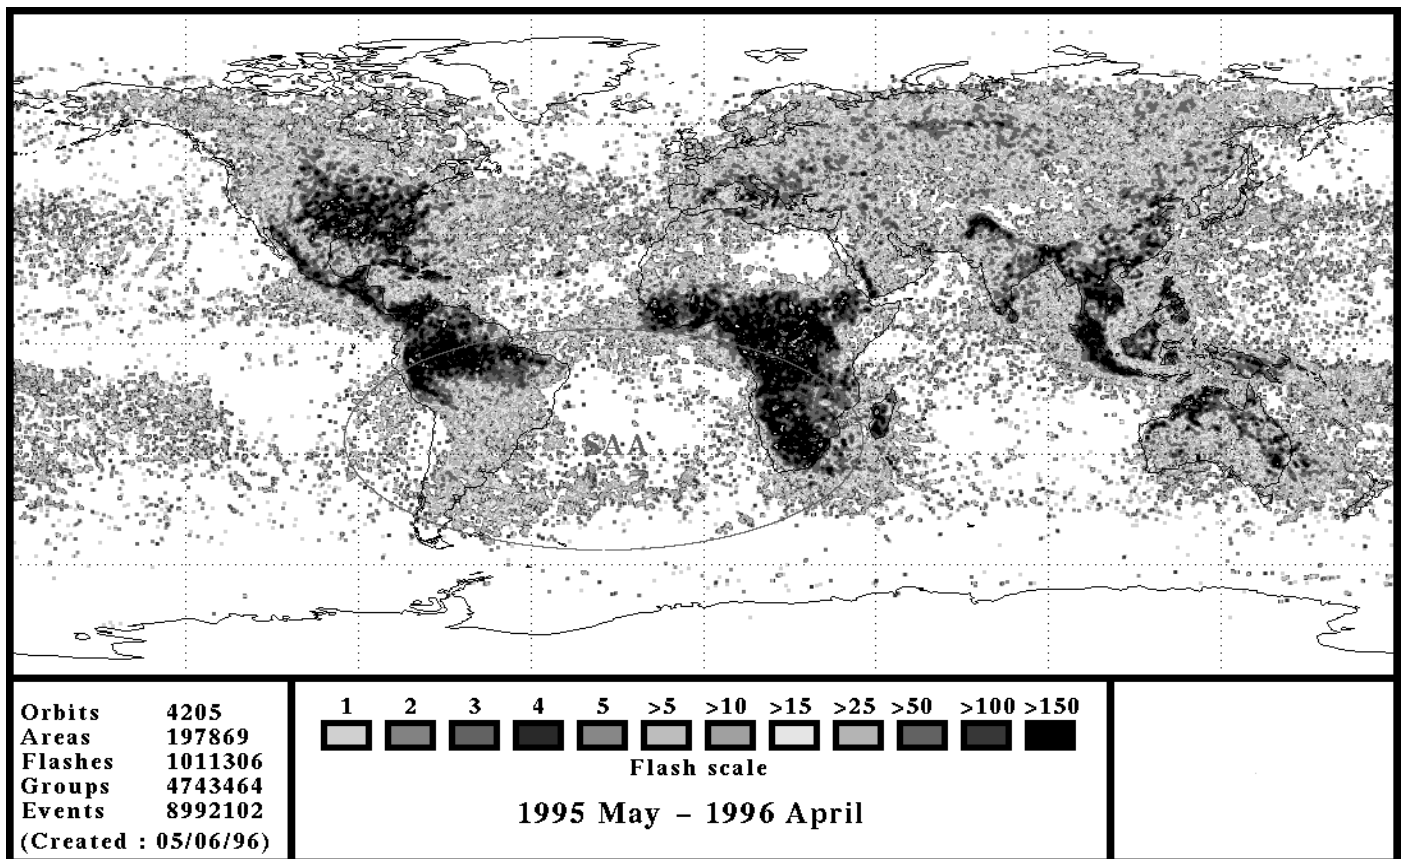 SAA
Orbits 4205
Areas 197869
Flashes 1011306
Groups 4743464
Events 8992102
(Created : 05/06/96)
1 2 3 4 5 >5 >10 >15 >25 >50 >100 >150
Flash scale
1995 May – 1996 April